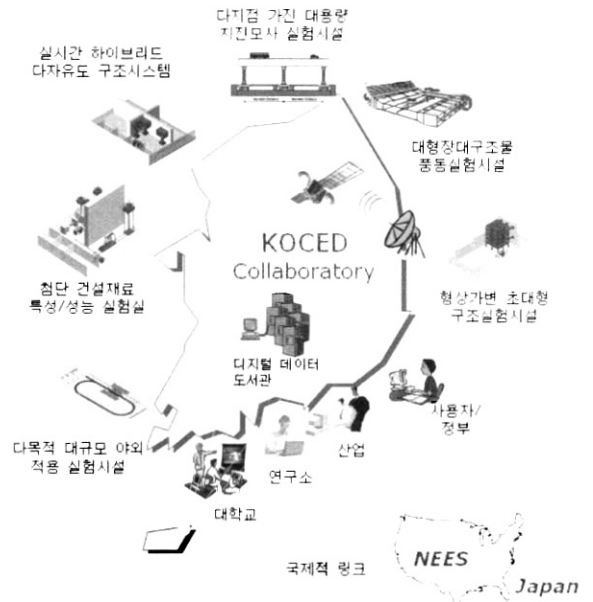 다지점 가진 대용량
지진모사 실험시설
실시간 하이브리드
다자유도 구조시스템
대형장대구조물
풍동실험시설
KOCED
Collaboratory
첨단 건설재료
특성/성능 실험실
형상가변 초대형
구조실험시설
디지털 데이터
도서관
사용자/
정부
다목적 대규모 야외
적용 실험시설
산업
연구소
대학교
국제적 링크
NEES
Japan